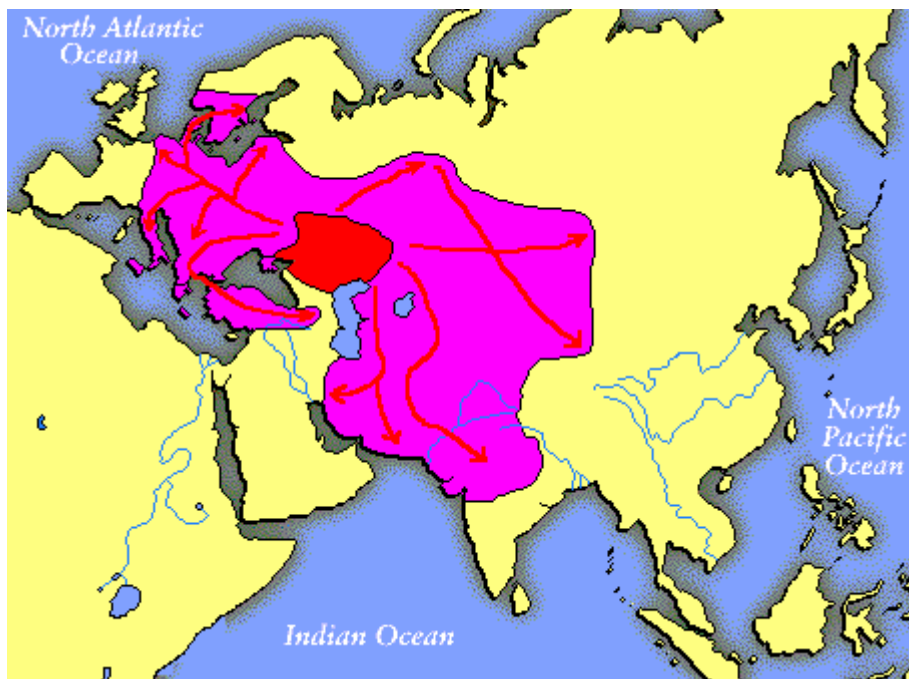 North Atlantic
Ocean
North
Pacific
Ocean
Indian Ocean